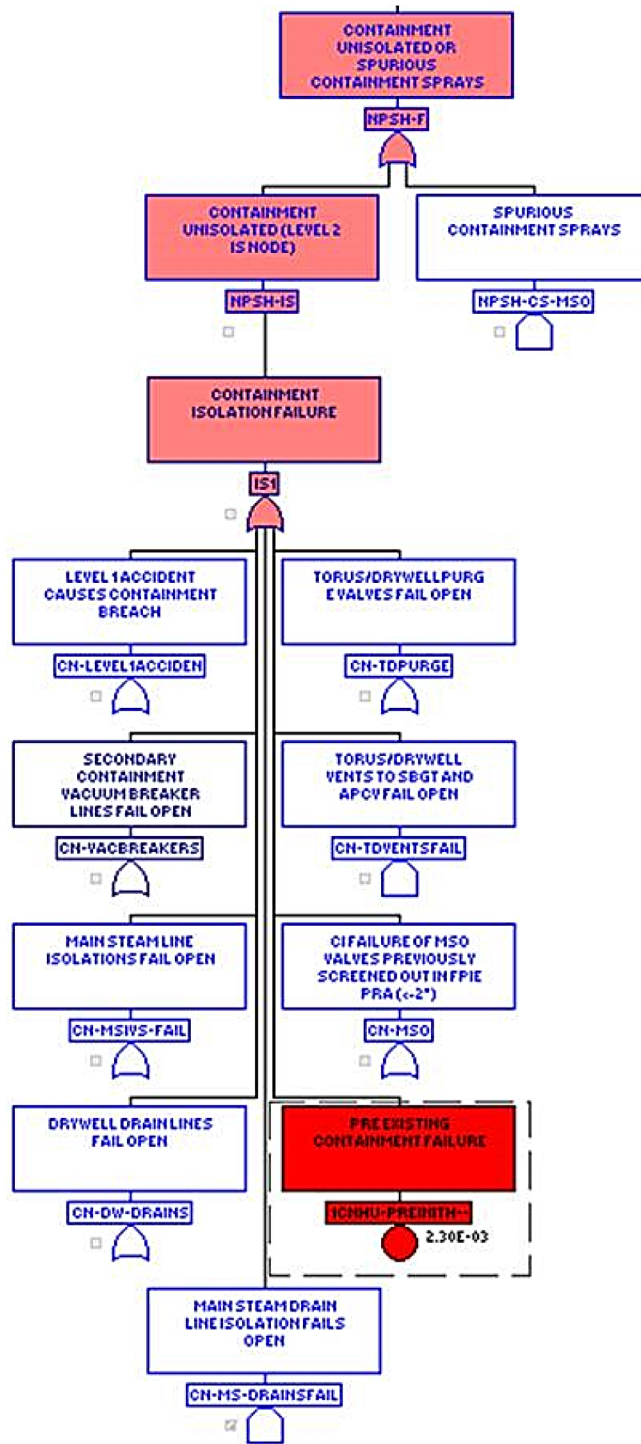 CONTAINMENT
UNISOLATED OR
SPURIOUS
CONTAINMENT SPRAYS
NPSH-F
CONTAINMENT
UNISOLATED (LEVEL 2
IS NODE)
NPSH-IS
SPURIOUS
CONTAINMENT SPRAYS
NPSH-CS-MSO
CONTAINMENT
ISOLATION FAILURE
IS1
LEVEL 1 ACCIDENT
CAUSES CONTAINMENT
BREACH
CN-LEVEL1ACCIDEN
TORUS/DRYWELL PURG
E VALVES FAIL OPEN
CN-TDPURGE
SECONDARY
CONTAINMENT
VACUUM BREAKER
LINES FAIL OPEN
CN-VACBREAKERS
TORUS/DRYWELL
VENTS TO SBGT AND
APCV FAIL OPEN
CN-TDVENTSFAIL
MAIN STEAM LINE
ISOLATIONS FAIL OPEN
CN-MSIVS-FAIL
CI FAILURE OF MSO
VALVES PREVIOUSLY
SCREENED OUT IN FPIE
PRA (<-2")
CN-MSO
DRYWELL DRAIN LINES
FAIL OPEN
CN-DW-DRAINS
PRE EXISTING
CONTAINMENT FAILURE
1CNHU-PREINITH--
2.30E-03
MAIN STEAM DRAIN
LINE ISOLATION FAILS
OPEN
CN-MS-DRAINSFAIL